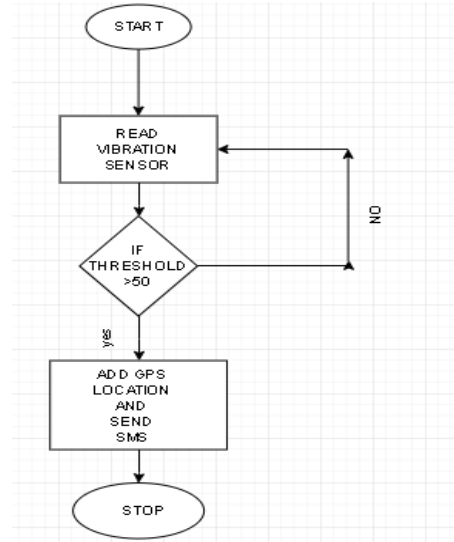 START
READ
VIBRATION
SENSOR
NO
IF
THRESHOLD
>50
yes
ADD GPS
LOCATION
AND
SEND
SMS
STOP